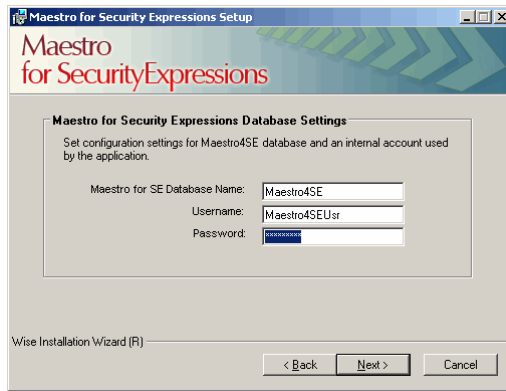 Maestro for Security Expressions Setup
Maestro
for SecurityExpressions
Maestro for Security Expressions Database Settings
Set configuration settings for Maestro4SE database and an internal account used
by the application.
Maestro for SE Database Name: Maestro4SE
Username: Maestro4SEUsr
Password: xxxxxxxxx
Wise Installation Wizard (R)
< Back Next > Cancel